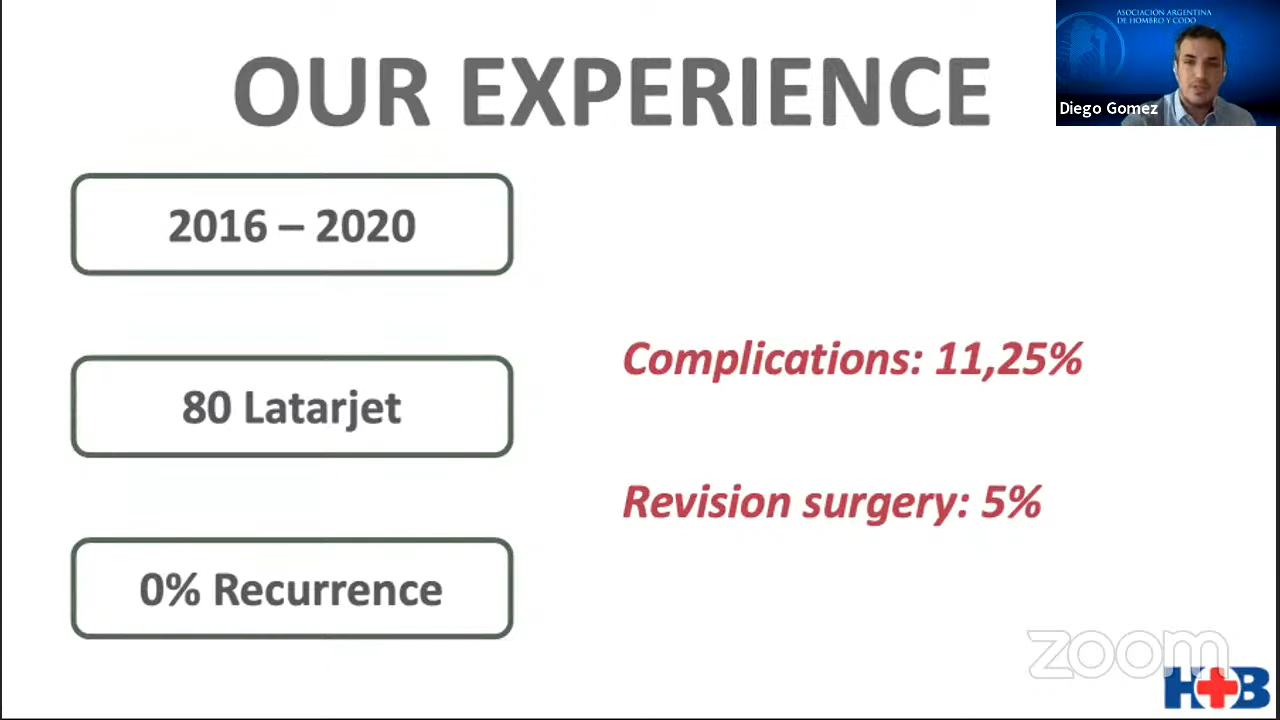 OUR EXPERIENCE
ASOCIACIÓN ARGENTINA
DE HOMBRO Y CODO
Diego Gomez
2016 – 2020
80 Latarjet
0% Recurrence
Complications: 11,25%
Revision surgery: 5%
zoom
HB